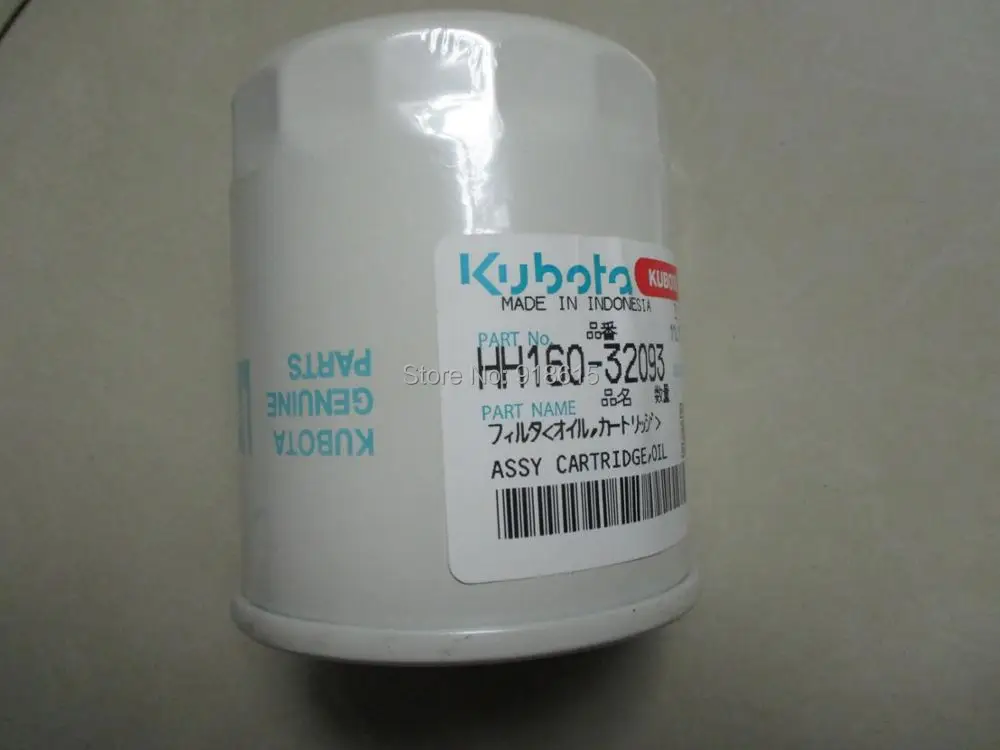 Kubota KUBOTA
MADE IN INDONESIA
PART No. 品番
HH160-32093
Store No: 918615
品名 数量
PART NAME
フィルタ<オイル,カートリッジ>
ASSY CARTRIDGE,OIL
KUBOTA
GENUINE
PARTS